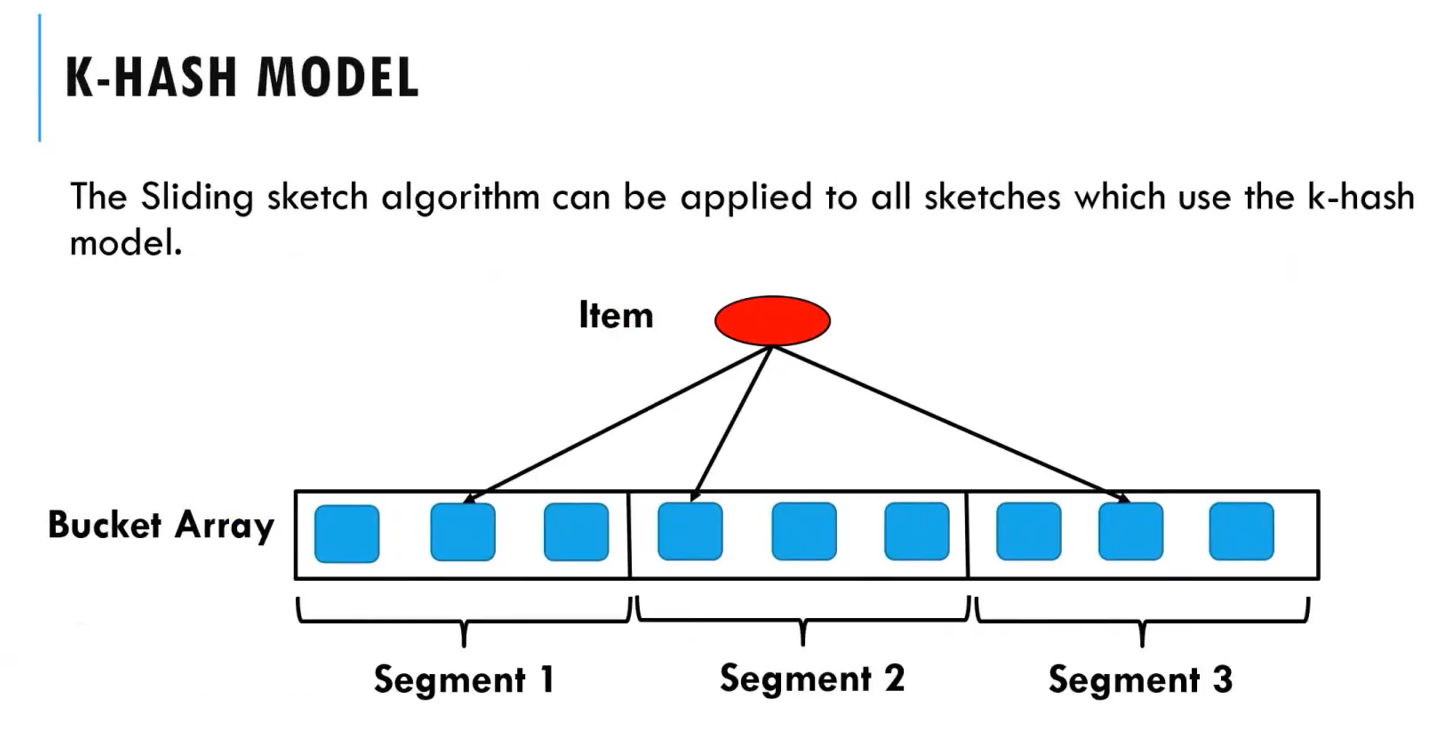 K-HASH MODEL
The Sliding sketch algorithm can be applied to all sketches which use the k-hash
model.
Item
Bucket Array
Segment 1
Segment 2
Segment 3